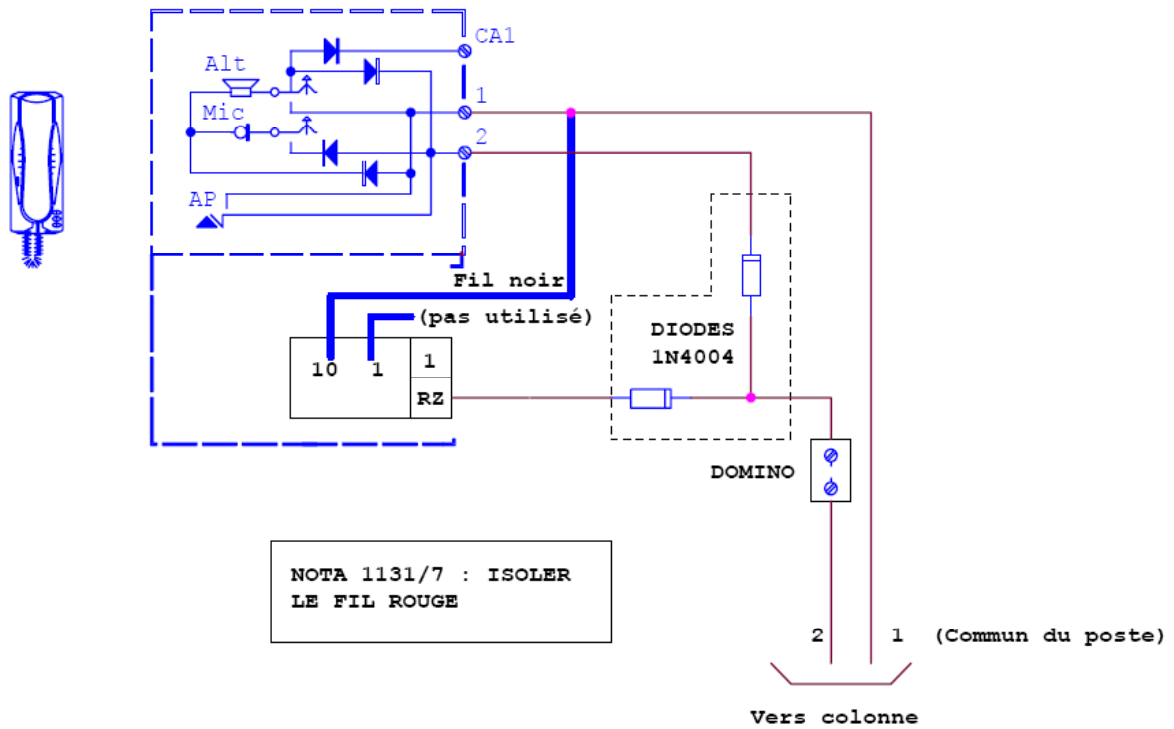 CA1
Alt
1
Mic
2
AP
Fil noir
(pas utilisé)
DIODES
1N4004
10 1
1
RZ
DOMINO
NOTA 1131/7 : ISOLER
LE FIL ROUGE
2 1 (Commun du poste)
Vers colonne